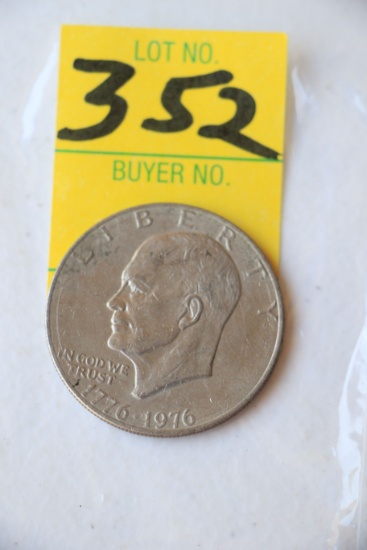 LOT NO.
352
BUYER NO.
LIBERTY
IN GOD WE
TRUST
1776·1976